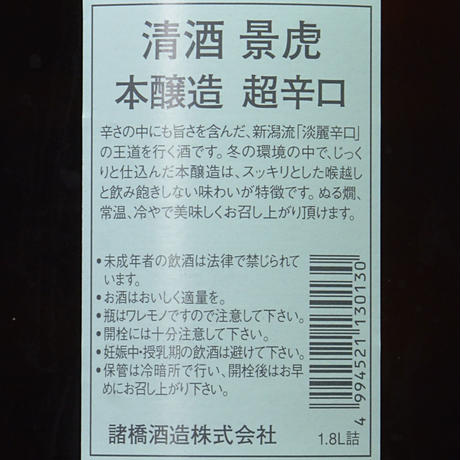 清酒 景虎
本醸造 超辛口
辛さの中にも旨さを含んだ、新潟流「淡麗辛口」
の王道を行く酒です。冬の環境の中で、じっく
りと仕込んだ本醸造は、スッキリとした喉越し
と飲み飽きしない味わいが特徴です。ぬる燗、
常温、冷やで美味しくお召し上がり頂けます。
・未成年者の飲酒は法律で禁じられて
います。
・お酒はおいしく適量を。
・瓶はワレモノですので注意して下さい。
・開栓には十分注意して下さい。
・妊娠中・授乳期の飲酒は避けて下さい。
・保管は冷暗所で行い、開栓後はお早
めにお召し上がり下さい。
4 994521 130130
諸橋酒造株式会社
1.8L詰